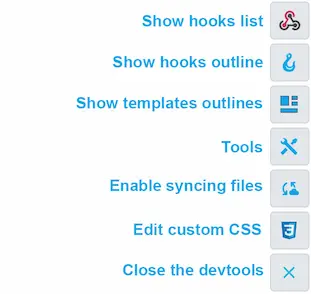 Show hooks list
Show hooks outline
Show templates outlines
Tools
Enable syncing files
Edit custom CSS
3
Close the devtools